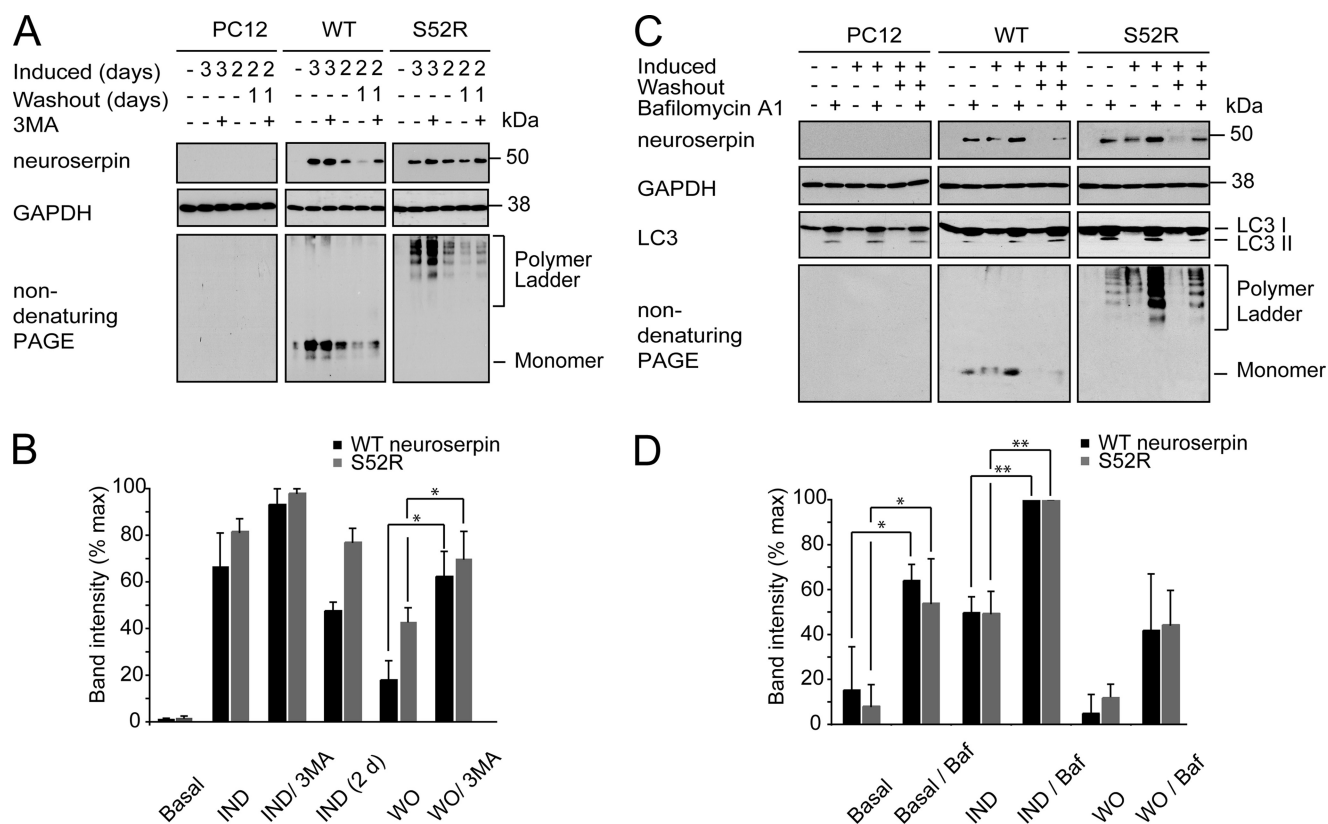 A
PC12 WT S52R
Induced (days) - 3 3 2 2 2 - 3 3 2 2 2 - 3 3 2 2 2
Washout (days) - - - - 1 1 - - - - 1 1 - - - - 1 1
3MA - - + - - + - - + - - + - - + - - + kDa
neuroserpin 50
GAPDH 38
non-
denaturing
PAGE
Polymer
Ladder
Monomer
B
WT neuroserpin
S52R
Band intensity (% max)
100
80
60
40
20
0
* *
Basal IND IND/ 3MA IND (2 d) WO WO/ 3MA
C
PC12 WT S52R
Induced - - + + + + - - + + + + - - + + + +
Washout - - - - + + - - - - + + - - - - + +
Bafilomycin A1 - + - + - + - + - + - + - + - + - + kDa
neuroserpin 50
GAPDH 38
LC3
LC3 I
LC3 II
non-
denaturing
PAGE
Polymer
Ladder
Monomer
D
WT neuroserpin
S52R
Band intensity (% max)
100
80
60
40
20
0
* * ** **
Basal Basal / Baf IND IND / Baf WO WO / Baf